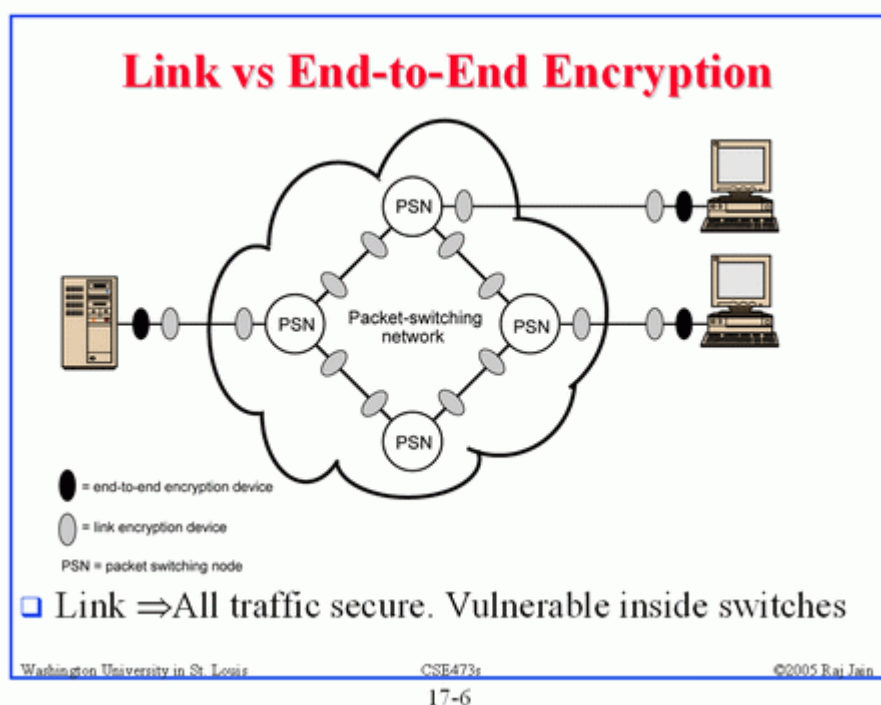 Link vs End-to-End Encryption
PSN
PSN
Packet-switching
network
PSN
PSN
= end-to-end encryption device
= link encryption device
PSN = packet switching node
Link ⇒All traffic secure. Vulnerable inside switches
Washington University in St. Louis
CSE473s
©2005 Raj Jain
17-6